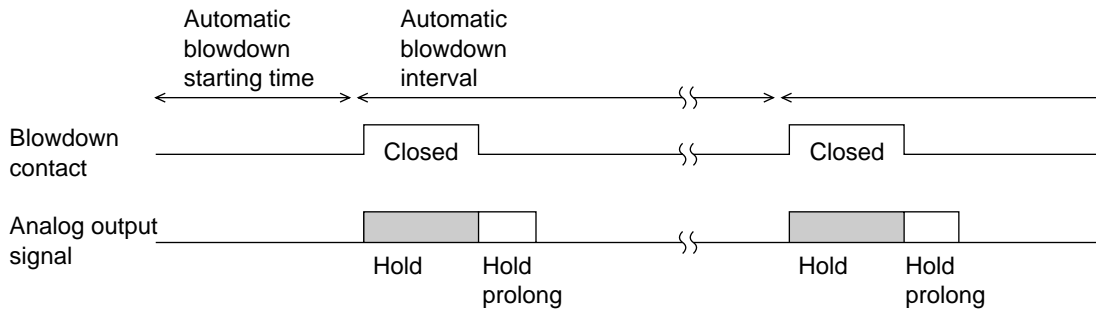 Automatic
blowdown
starting time
Automatic
blowdown
interval
Blowdown
contact
Closed
Closed
Analog output
signal
Hold
Hold
prolong
Hold
Hold
prolong